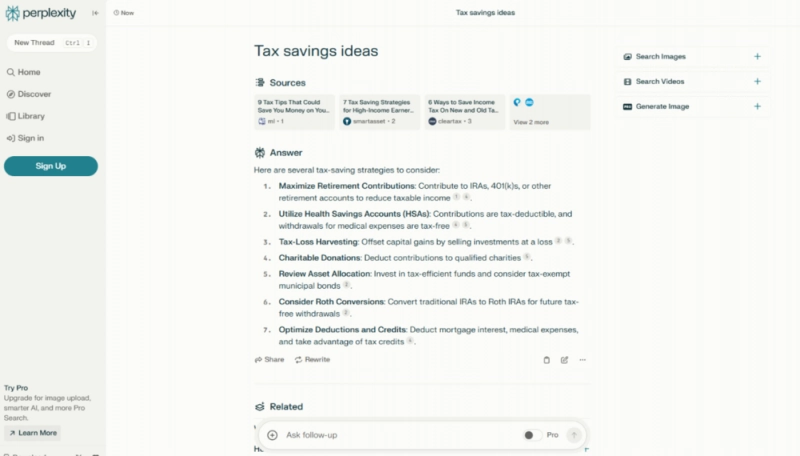 perplexity
Now
Tax savings ideas
New Thread
Ctrl
I
Home
Discover
Library
Sign in
Sign Up
Tax savings ideas
Sources
9 Tax Tips That Could
Save You Money on You...
ml • 1
7 Tax Saving Strategies
for High-Income Earner...
smartasset • 2
6 Ways to Save Income
Tax On New and Old Ta...
cleartax • 3
View 2 more
Answer
Here are several tax-saving strategies to consider:
1. Maximize Retirement Contributions: Contribute to IRAs, 401(k)s, or other
retirement accounts to reduce taxable income
2. Utilize Health Savings Accounts (HSAs): Contributions are tax-deductible, and
withdrawals for medical expenses are tax-free
3. Tax-Loss Harvesting: Offset capital gains by selling investments at a loss
4. Charitable Donations: Deduct contributions to qualified charities
5. Review Asset Allocation: Invest in tax-efficient funds and consider tax-exempt
municipal bonds
6. Consider Roth Conversions: Convert traditional IRAs to Roth IRAs for future tax-
free withdrawals
7. Optimize Deductions and Credits: Deduct mortgage interest, medical expenses,
and take advantage of tax credits
Share
Rewrite
Related
Ask follow-up
Pro
Search Images
Search Videos
Generate Image
Try Pro
Upgrade for image upload,
smarter AI, and more Pro
Search.
Learn More